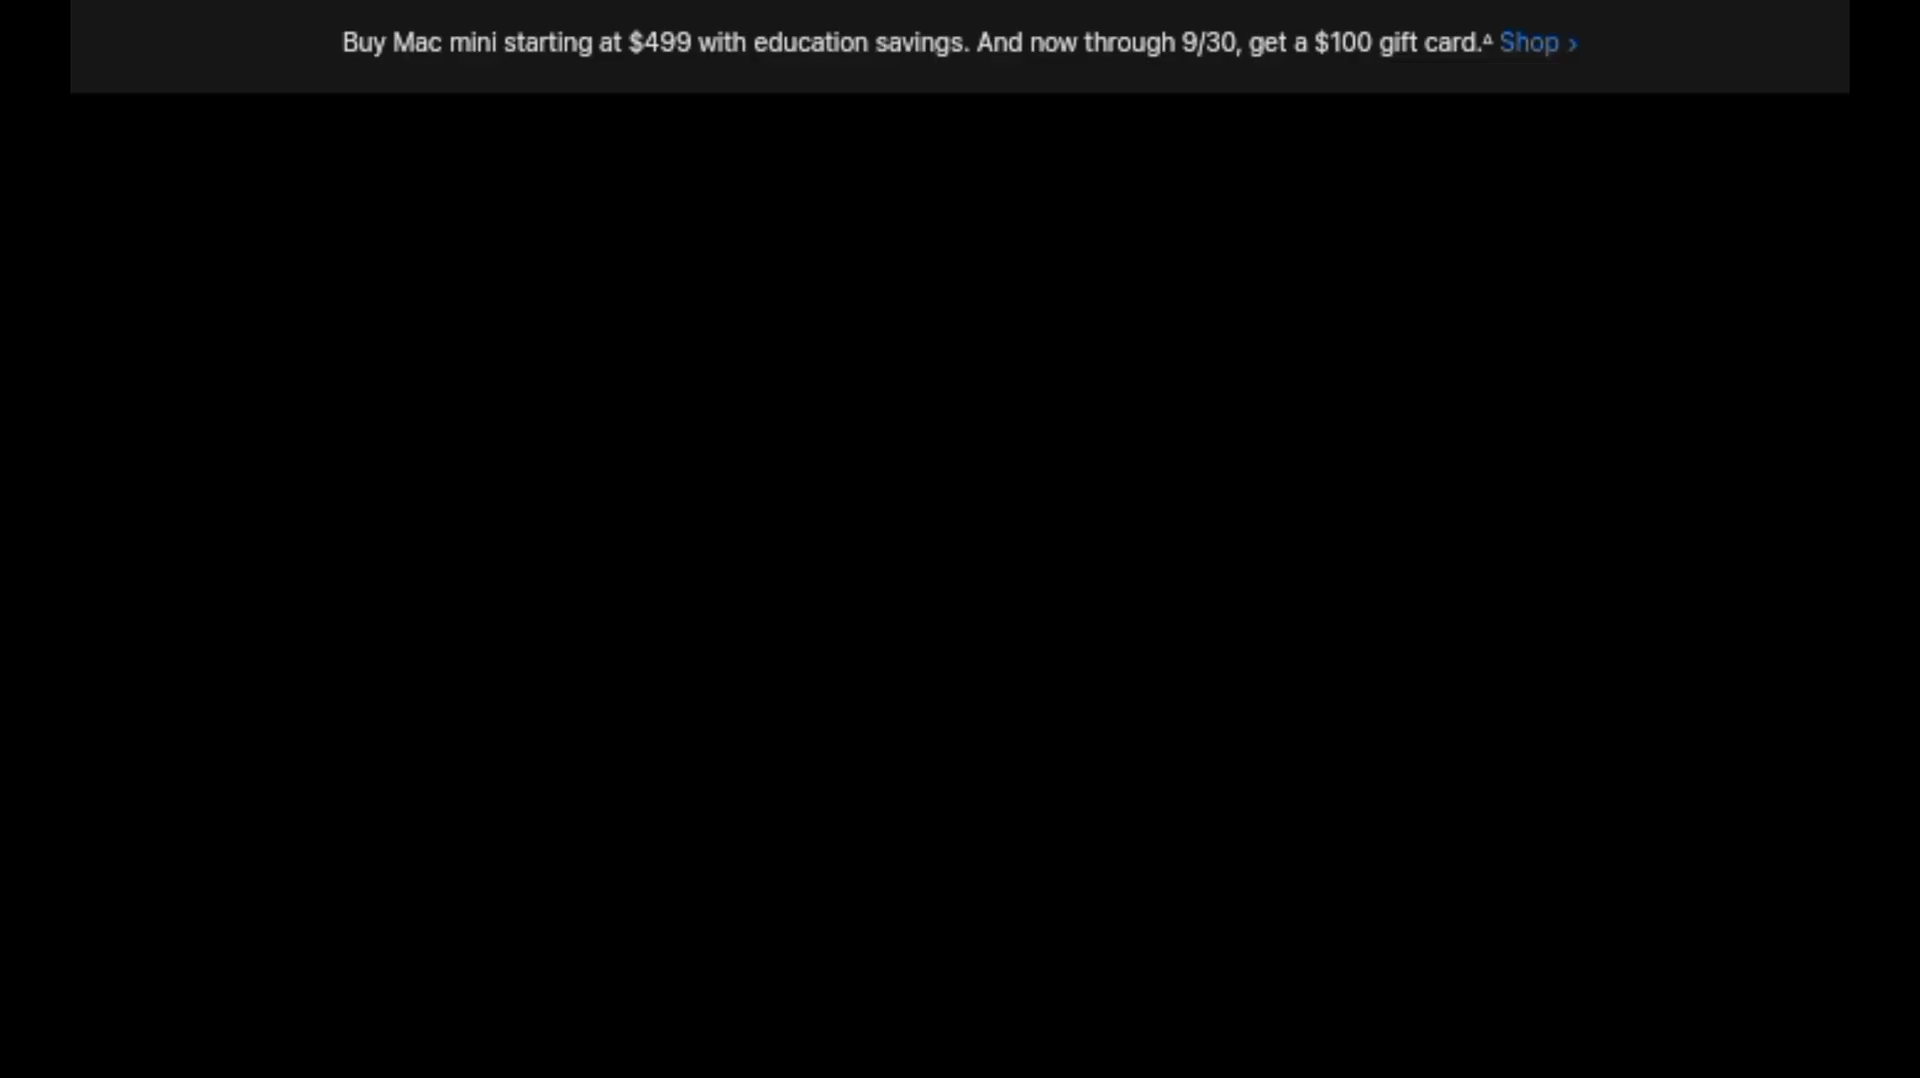 Buy Mac mini starting at $499 with education savings. And now through 9/30, get a $100 gift card.∆ Shop ›